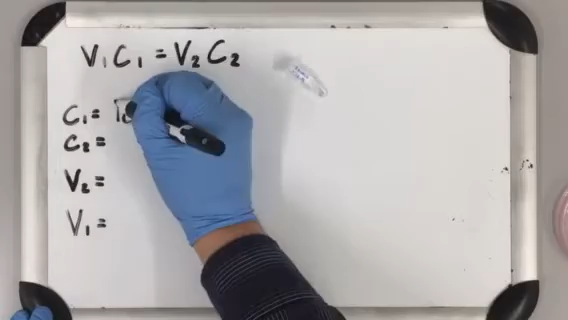 V₁C₁ = V₂C₂
C₁ =
C₂ =
V₂ =
V₁ =